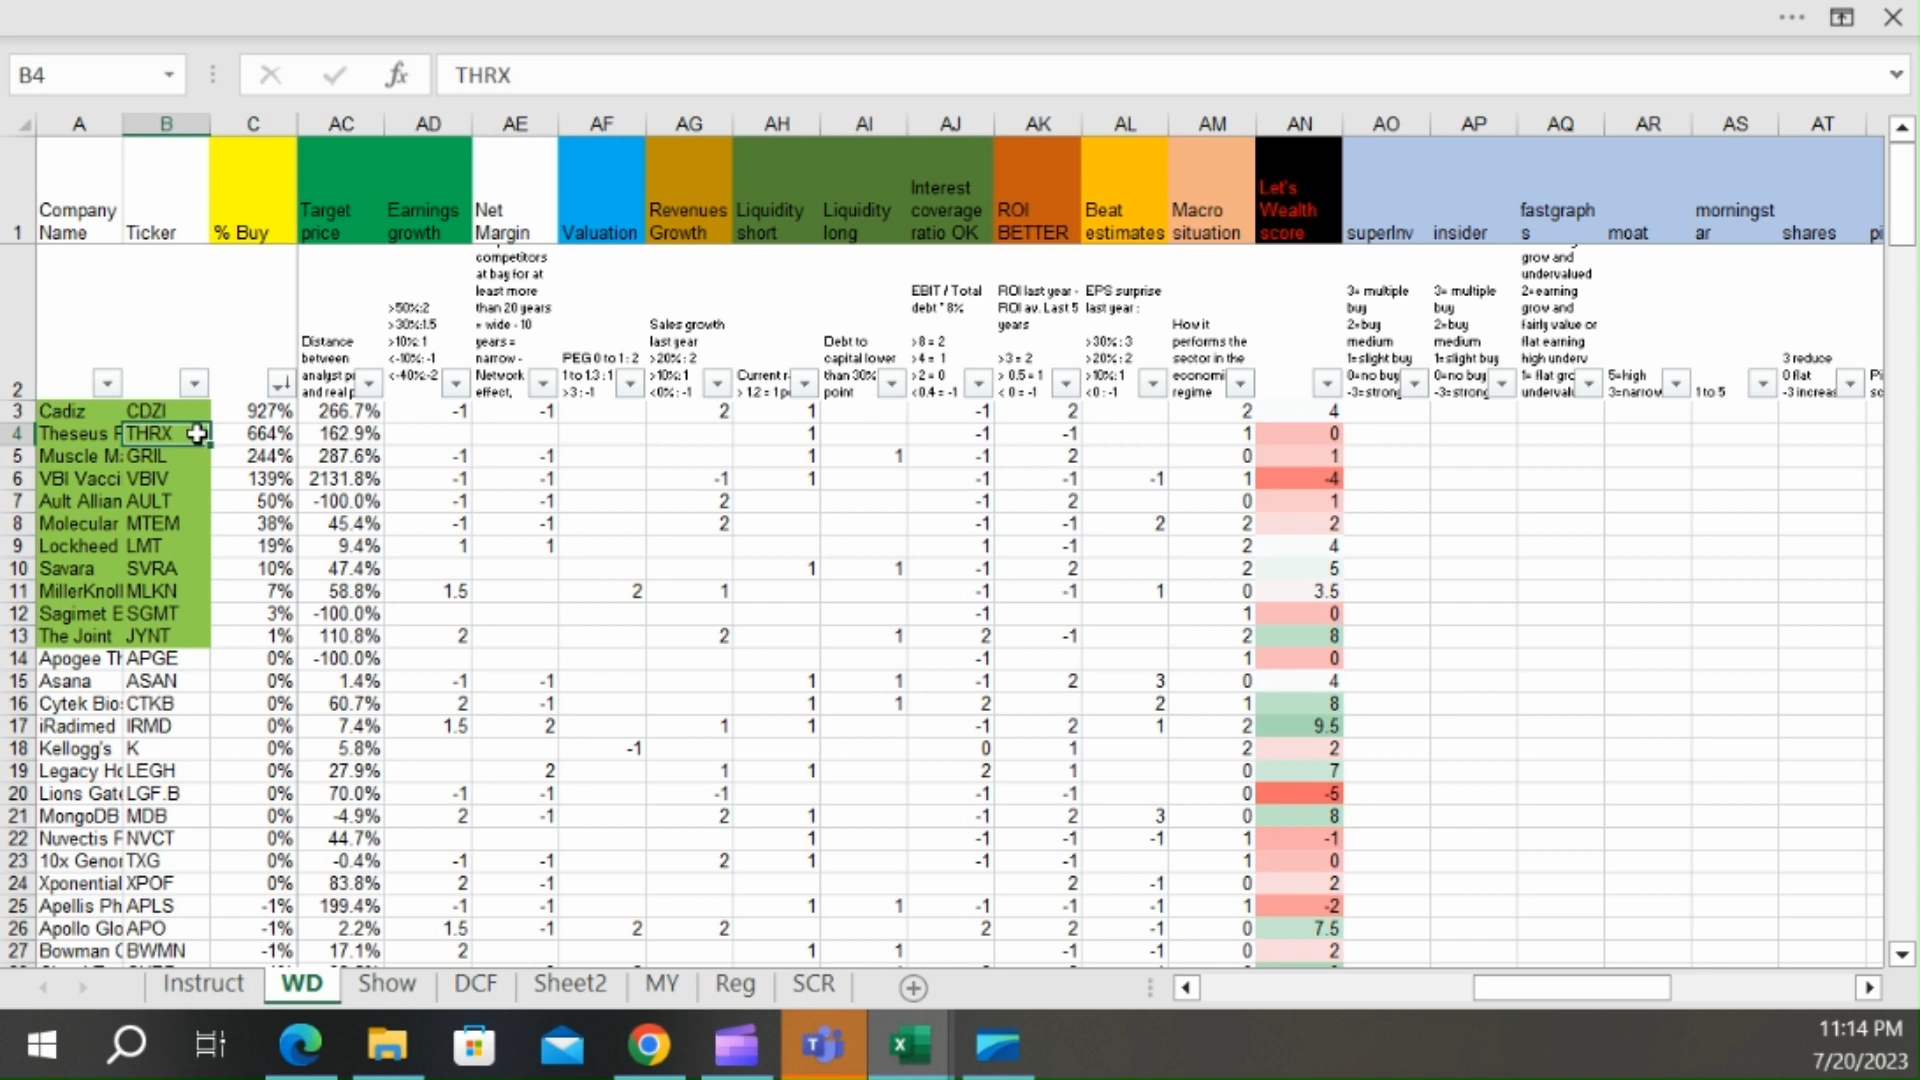 B4 fx THRX
A B C AC AD AE AF AG AH AI AJ AK AL AM AN AO AP AQ AR AS AT
1 Company Name Ticker % Buy Target price Earnings growth Net Margin Valuation Revenues Growth Liquidity short Liquidity long Interest coverage ratio OK ROI BETTER Beat estimates Macro situation Let's Wealth score superInv insider fastgraphs moat morningstar shares pi
2
Distance between analyst p and real p
>50%:2
>30%:1.5
>10%: 1
<-10%: -1
<-40%:-2
competitors at bay for at least more than 20 years = wide - 10 years = narrow - Network effect,
PEG 0 to 1: 2
1 to 1.3 : 1
>3 : -1
Sales growth last year
>20% : 2
>10%:1
<0% : -1
Current r
> 1.2 = 1 p
Debt to capital lower than 30% point
EBIT / Total debt * 8%
>8 = 2
>4 = 1
>2 = 0
<0.4 = -1
ROI last year - ROI av. Last 5 years
>3 = 2
> 0.5 = 1
< 0 = -1
EPS surprise last year :
>30% : 3
>20% : 2
>10%: 1
<0 : -1
How it performs the sector in the economi regime
3= multiple buy
2=buy medium
1=slight buy
0=no buy
-3=strong
3= multiple buy
2=buy medium
1=slight buy
0=no buy
-3=strong
grow and undervalued
2=earning grow and fairly value or flat earning high underv
1= flat gro
undervalu
5=high
3=narrow
1 to 5
3 reduce
0 flat
-3 increas
3 Cadiz CDZI 927% 266.7% -1 -1 2 1 -1 2 2 4
4 Theseus F THRX 664% 162.9% 1 -1 -1 1 0
5 Muscle M GRIL 244% 287.6% -1 -1 1 1 -1 2 0 1
6 VBI Vacci VBIV 139% 2131.8% -1 -1 -1 1 -1 -1 -1 1 -4
7 Ault Allian AULT 50% -100.0% -1 -1 2 -1 2 0 1
8 Molecular MTEM 38% 45.4% -1 -1 2 -1 -1 2 2 2
9 Lockheed LMT 19% 9.4% 1 1 1 -1 2 4
10 Savara SVRA 10% 47.4% 1 1 -1 2 2 5
11 MillerKnoll MLKN 7% 58.8% 1.5 2 1 -1 -1 1 0 3.5
12 Sagimet E SGMT 3% -100.0% -1 1 0
13 The Joint JYNT 1% 110.8% 2 2 1 2 -1 2 8
14 Apogee Th APGE 0% -100.0% -1 1 0
15 Asana ASAN 0% 1.4% -1 -1 1 1 -1 2 3 0 4
16 Cytek Bio CTKB 0% 60.7% 2 -1 1 1 2 2 1 8
17 iRadimed IRMD 0% 7.4% 1.5 2 1 1 -1 2 1 2 9.5
18 Kellogg's K 0% 5.8% -1 0 1 2 2
19 Legacy Ho LEGH 0% 27.9% 2 1 1 2 1 0 7
20 Lions Gate LGF.B 0% 70.0% -1 -1 -1 -1 -1 0 -5
21 MongoDB MDB 0% -4.9% 2 -1 2 1 -1 2 3 0 8
22 Nuvectis F NVCT 0% 44.7% 1 -1 -1 -1 1 -1
23 10x Genor TXG 0% -0.4% -1 -1 2 1 -1 -1 1 0
24 Xponential XPOF 0% 83.8% 2 -1 2 -1 0 2
25 Apellis Ph APLS -1% 199.4% -1 -1 1 1 -1 -1 -1 1 -2
26 Apollo Glo APO -1% 2.2% 1.5 -1 2 2 2 2 -1 0 7.5
27 Bowman C BWMN -1% 17.1% 2 1 1 -1 -1 0 2
Instruct WD Show DCF Sheet2 MY Reg SCR
11:14 PM
7/20/2023